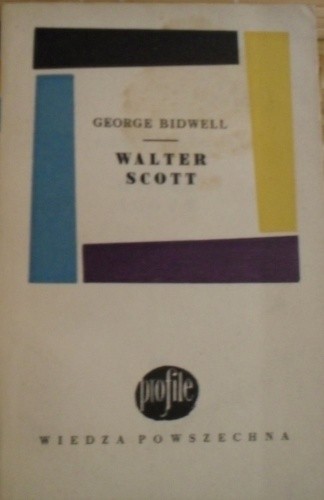 GEORGE BIDWELL
WALTER
SCOTT
profile
WIEDZA POWSZECHNA